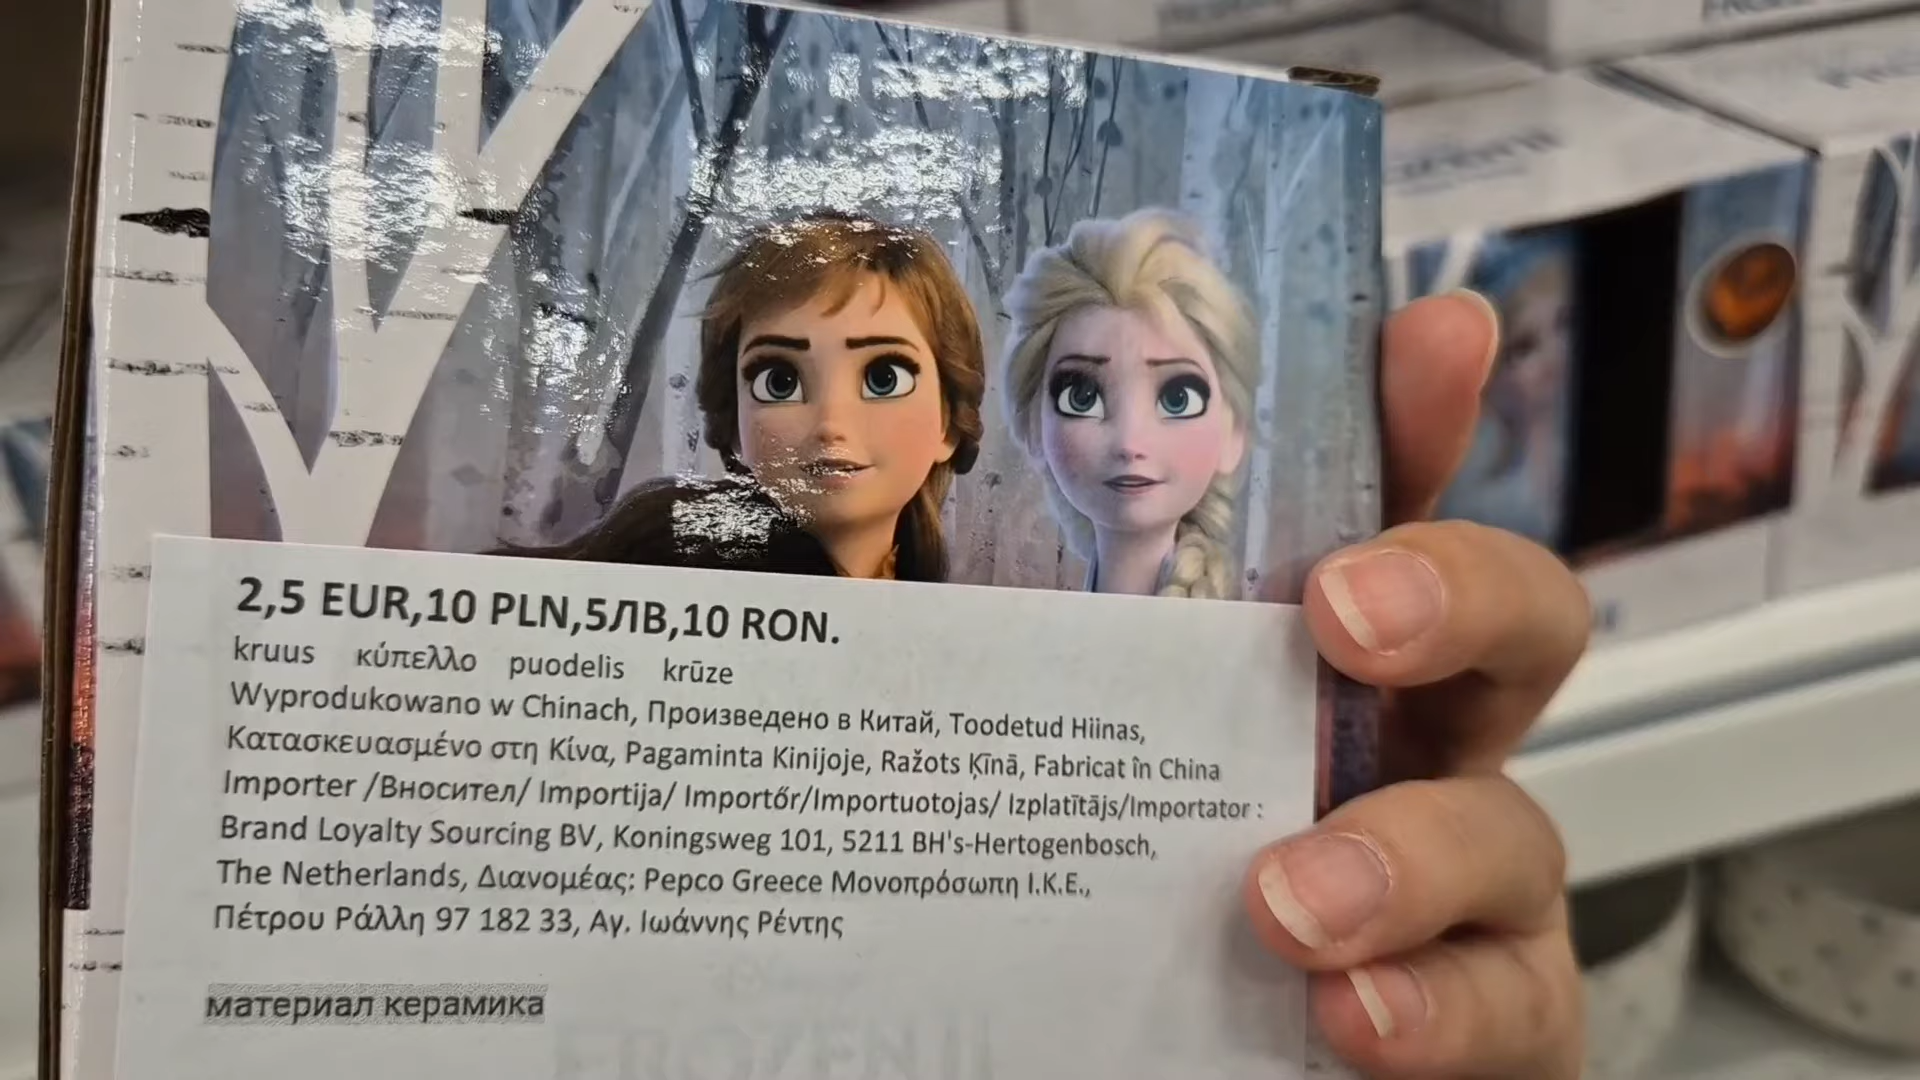 2,5 EUR,10 PLN,5ЛВ,10 RON.
kruus κύπελλο puodelis krūze
Wyprodukowano w Chinach, Произведено в Китай, Toodetud Hiinas,
Κατασκευασμένο στη Κίνα, Pagaminta Kinijoje, Ražots Ķīnā, Fabricat în China
Importer /Вносител/ Importija/ Importőr/Importuotojas/ Izplatītājs/Importator :
Brand Loyalty Sourcing BV, Koningsweg 101, 5211 BH's-Hertogenbosch,
The Netherlands, Διανομέας: Pepco Greece Μονοπρόσωπη Ι.Κ.Ε.,
Πέτρου Ράλλη 97 182 33, Αγ. Ιωάννης Ρέντης
материал керамика
FROZEN II